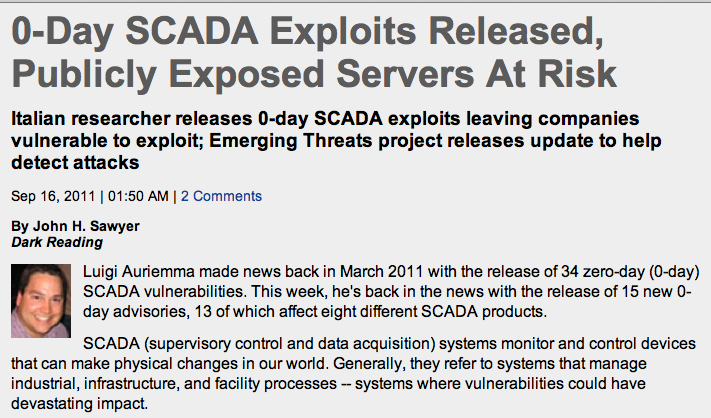 0-Day SCADA Exploits Released,
Publicly Exposed Servers At Risk
Italian researcher releases 0-day SCADA exploits leaving companies
vulnerable to exploit; Emerging Threats project releases update to help
detect attacks
Sep 16, 2011 | 01:50 AM | 2 Comments
By John H. Sawyer
Dark Reading
Luigi Auriemma made news back in March 2011 with the release of 34 zero-day (0-day)
SCADA vulnerabilities. This week, he's back in the news with the release of 15 new 0-
day advisories, 13 of which affect eight different SCADA products.
SCADA (supervisory control and data acquisition) systems monitor and control devices
that can make physical changes in our world. Generally, they refer to systems that manage
industrial, infrastructure, and facility processes -- systems where vulnerabilities could have
devastating impact.